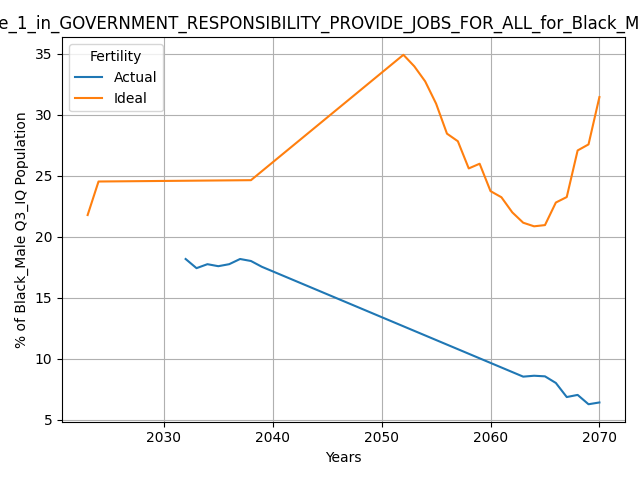 e_1_in_GOVERNMENT_RESPONSIBILITY_PROVIDE_JOBS_FOR_ALL_for_Black_M
Fertility
Actual
Ideal
% of Black_Male Q3_IQ Population
35
30
25
20
15
10
5
2030 2040 2050 2060 2070
Years